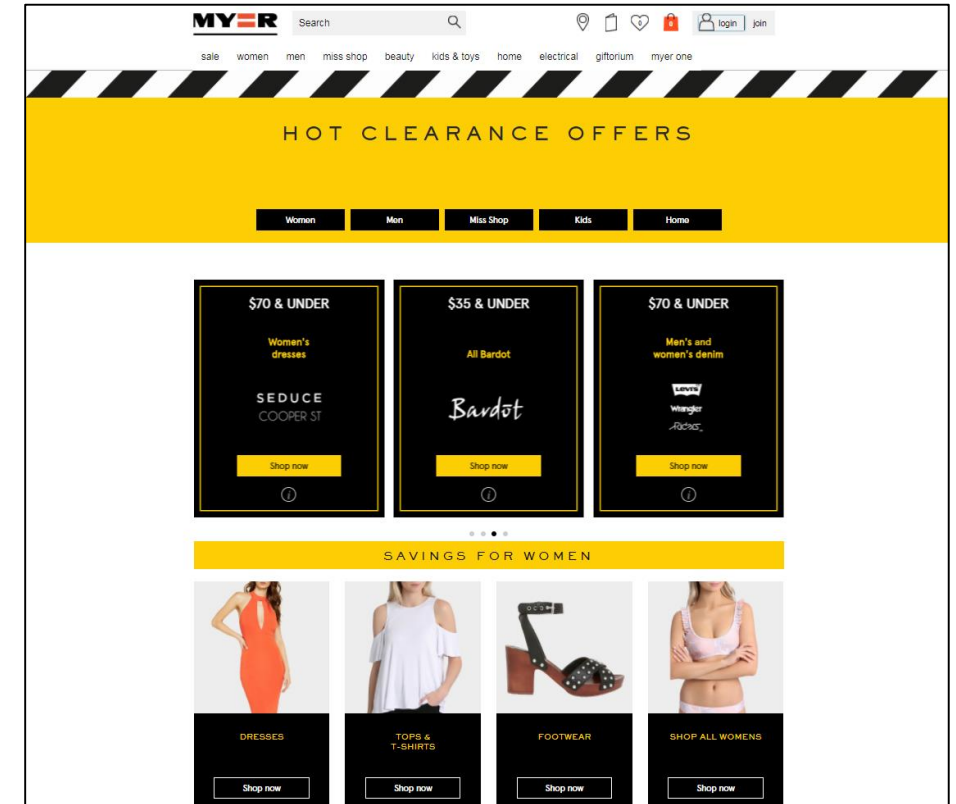 MYER
Search
0
0
login join
sale women men miss shop beauty kids & toys home electrical giftorium myer one
HOT CLEARANCE OFFERS
Women Men Miss Shop Kids Home
$70 & UNDER
Women's
dresses
SEDUCE
COOPER ST
Shop now
i
$35 & UNDER
All Bardot
Bardot
Shop now
i
$70 & UNDER
Men's and
women's denim
LEVI'S
Wrangler
Riders
Shop now
i
SAVINGS FOR WOMEN
DRESSES
Shop now
TOPS &
T-SHIRTS
Shop now
FOOTWEAR
Shop now
SHOP ALL WOMENS
Shop now